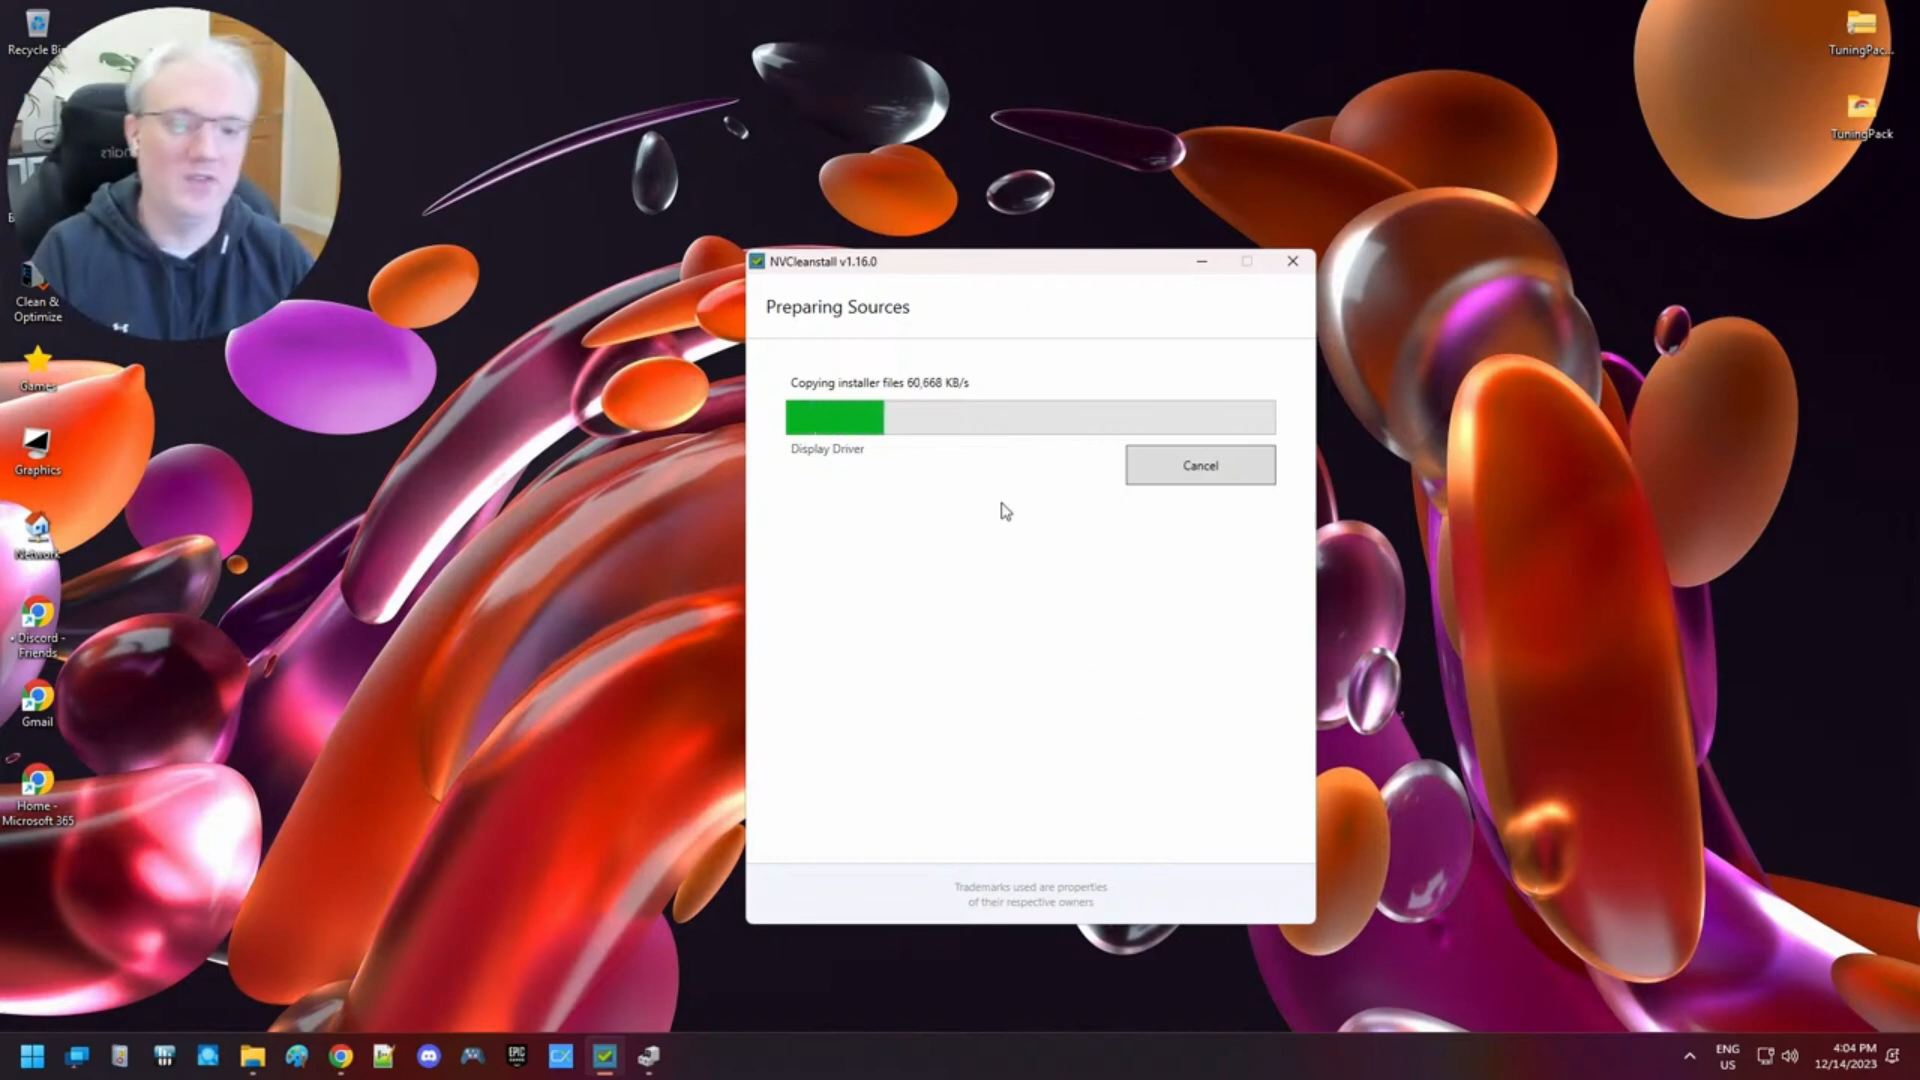 Recycle Bi
TuningPac...
TuningPack
Clean &
Optimize
Games
Graphics
Network
• Discord -
Friends
Gmail
Home -
Microsoft 365
NVCleanstall v1.16.0
Preparing Sources
Copying installer files 60,668 KB/s
Display Driver
Cancel
Trademarks used are properties
of their respective owners
EPIC
ENG
US
4:04 PM
12/14/2023